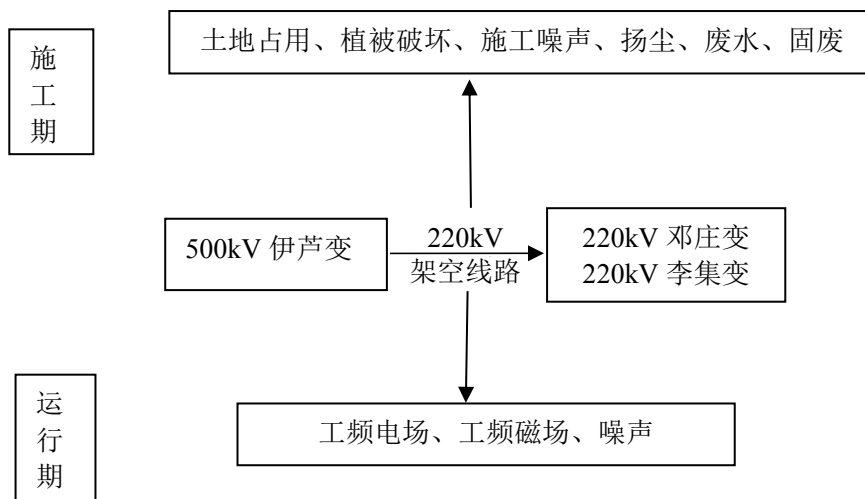 施
工
期
土地占用、植被破坏、施工噪声、扬尘、废水、固废
500kV 伊芦变
220kV
架空线路
220kV 邓庄变
220kV 李集变
运
行
期
工频电场、工频磁场、噪声